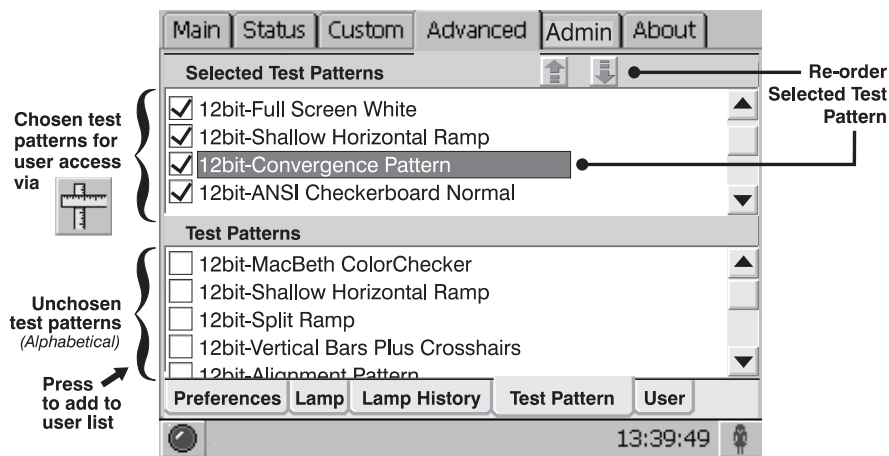 Main Status Custom Advanced Admin About
Selected Test Patterns
12bit-Full Screen White
12bit-Shallow Horizontal Ramp
12bit-Convergence Pattern
12bit-ANSI Checkerboard Normal
Test Patterns
12bit-MacBeth ColorChecker
12bit-Shallow Horizontal Ramp
12bit-Split Ramp
12bit-Vertical Bars Plus Crosshairs
12bit-Alignment Pattern
Preferences Lamp Lamp History Test Pattern User
13:39:49
Chosen test
patterns for
user access
via
Unchosen
test patterns
(Alphabetical)
Press
to add to
user list
Re-order
Selected Test
Pattern